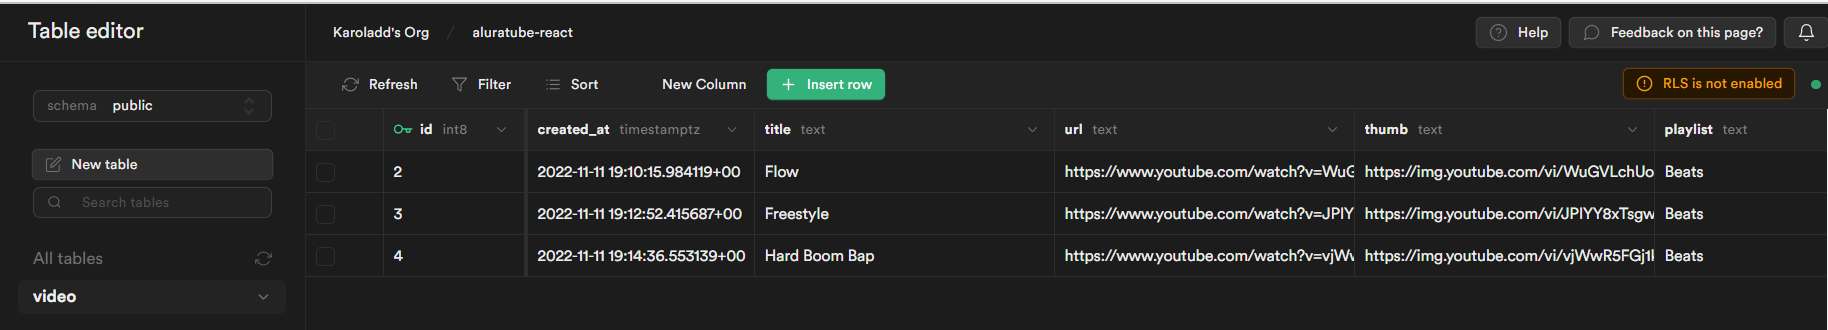 Table editor
Karoladd's Org / aluratube-react
Help
Feedback on this page?
schema public
New table
Search tables
All tables
video
Refresh
Filter
Sort
New Column
+ Insert row
RLS is not enabled
id int8 created_at timestamptz title text url text thumb text playlist text
2 2022-11-11 19:10:15.984119+00 Flow https://www.youtube.com/watch?v=WuG https://img.youtube.com/vi/WuGVLchUo Beats
3 2022-11-11 19:12:52.415687+00 Freestyle https://www.youtube.com/watch?v=JPIY https://img.youtube.com/vi/JPIYY8xTsgw Beats
4 2022-11-11 19:14:36.553139+00 Hard Boom Bap https://www.youtube.com/watch?v=vjWv https://img.youtube.com/vi/vjWwR5FGj1 Beats